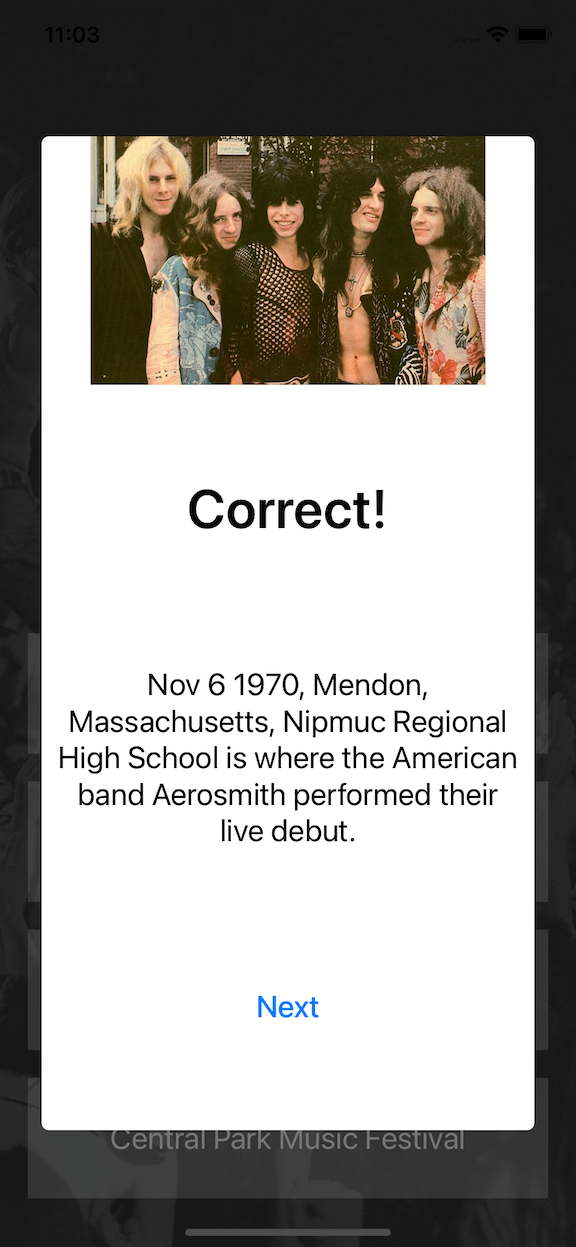 11:03
Correct!
Nov 6 1970, Mendon,
Massachusetts, Nipmuc Regional
High School is where the American
band Aerosmith performed their
live debut.
Next
Central Park Music Festival